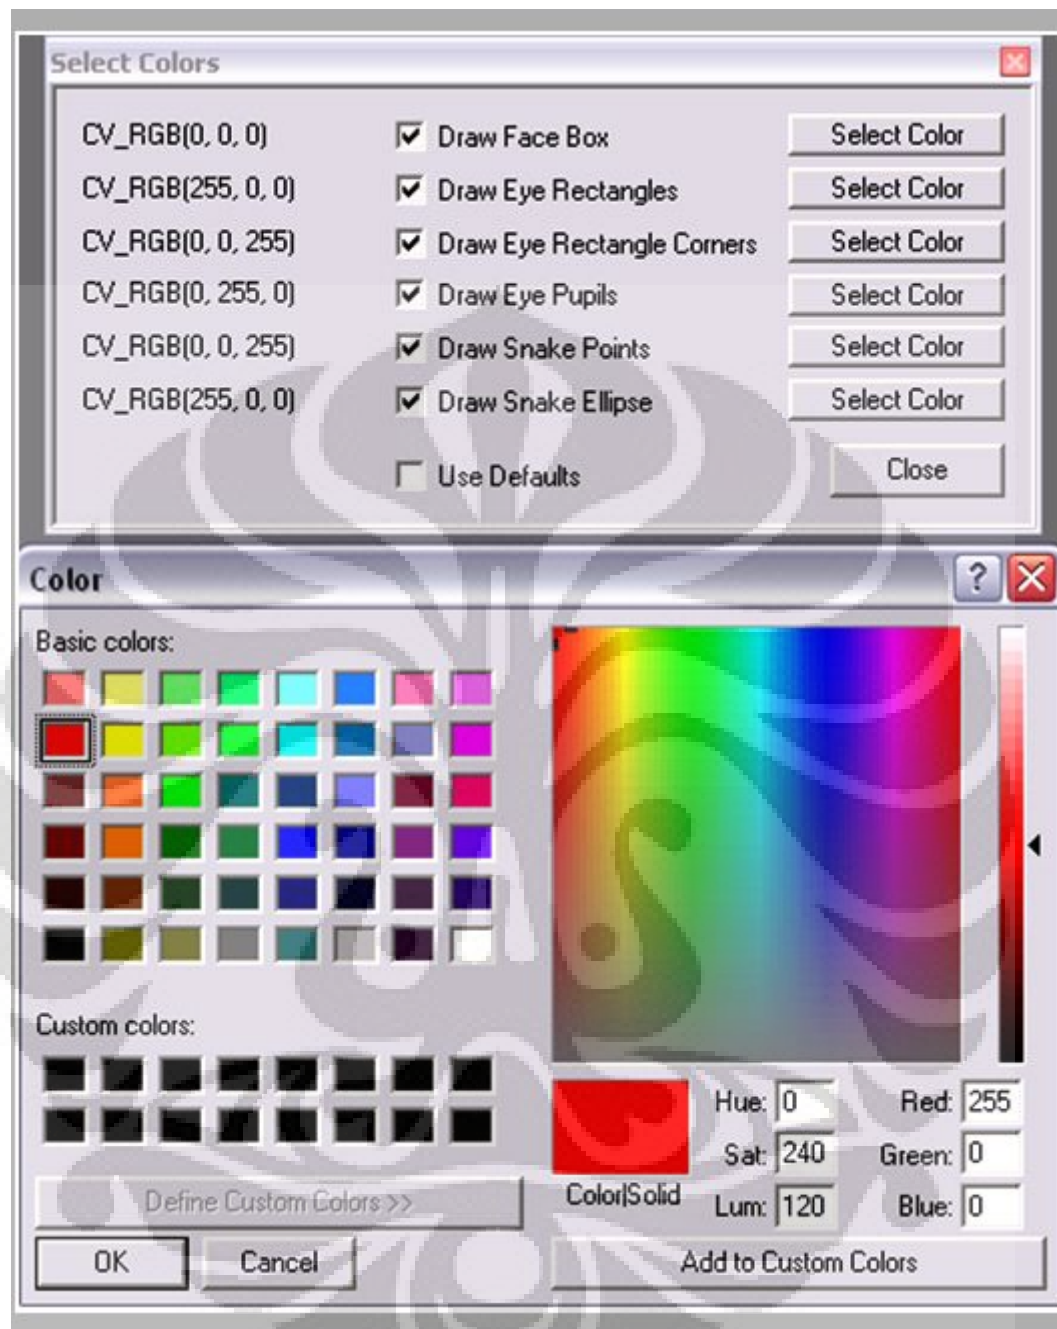 Select Colors
CV_RGB(0, 0, 0) Draw Face Box Select Color
CV_RGB(255, 0, 0) Draw Eye Rectangles Select Color
CV_RGB(0, 0, 255) Draw Eye Rectangle Corners Select Color
CV_RGB(0, 255, 0) Draw Eye Pupils Select Color
CV_RGB(0, 0, 255) Draw Snake Points Select Color
CV_RGB(255, 0, 0) Draw Snake Ellipse Select Color
Use Defaults Close
Color ?
Basic colors:
Custom colors:
Hue: 0 Red: 255
Sat: 240 Green: 0
Color|Solid Lum: 120 Blue: 0
Define Custom Colors >>
OK Cancel Add to Custom Colors